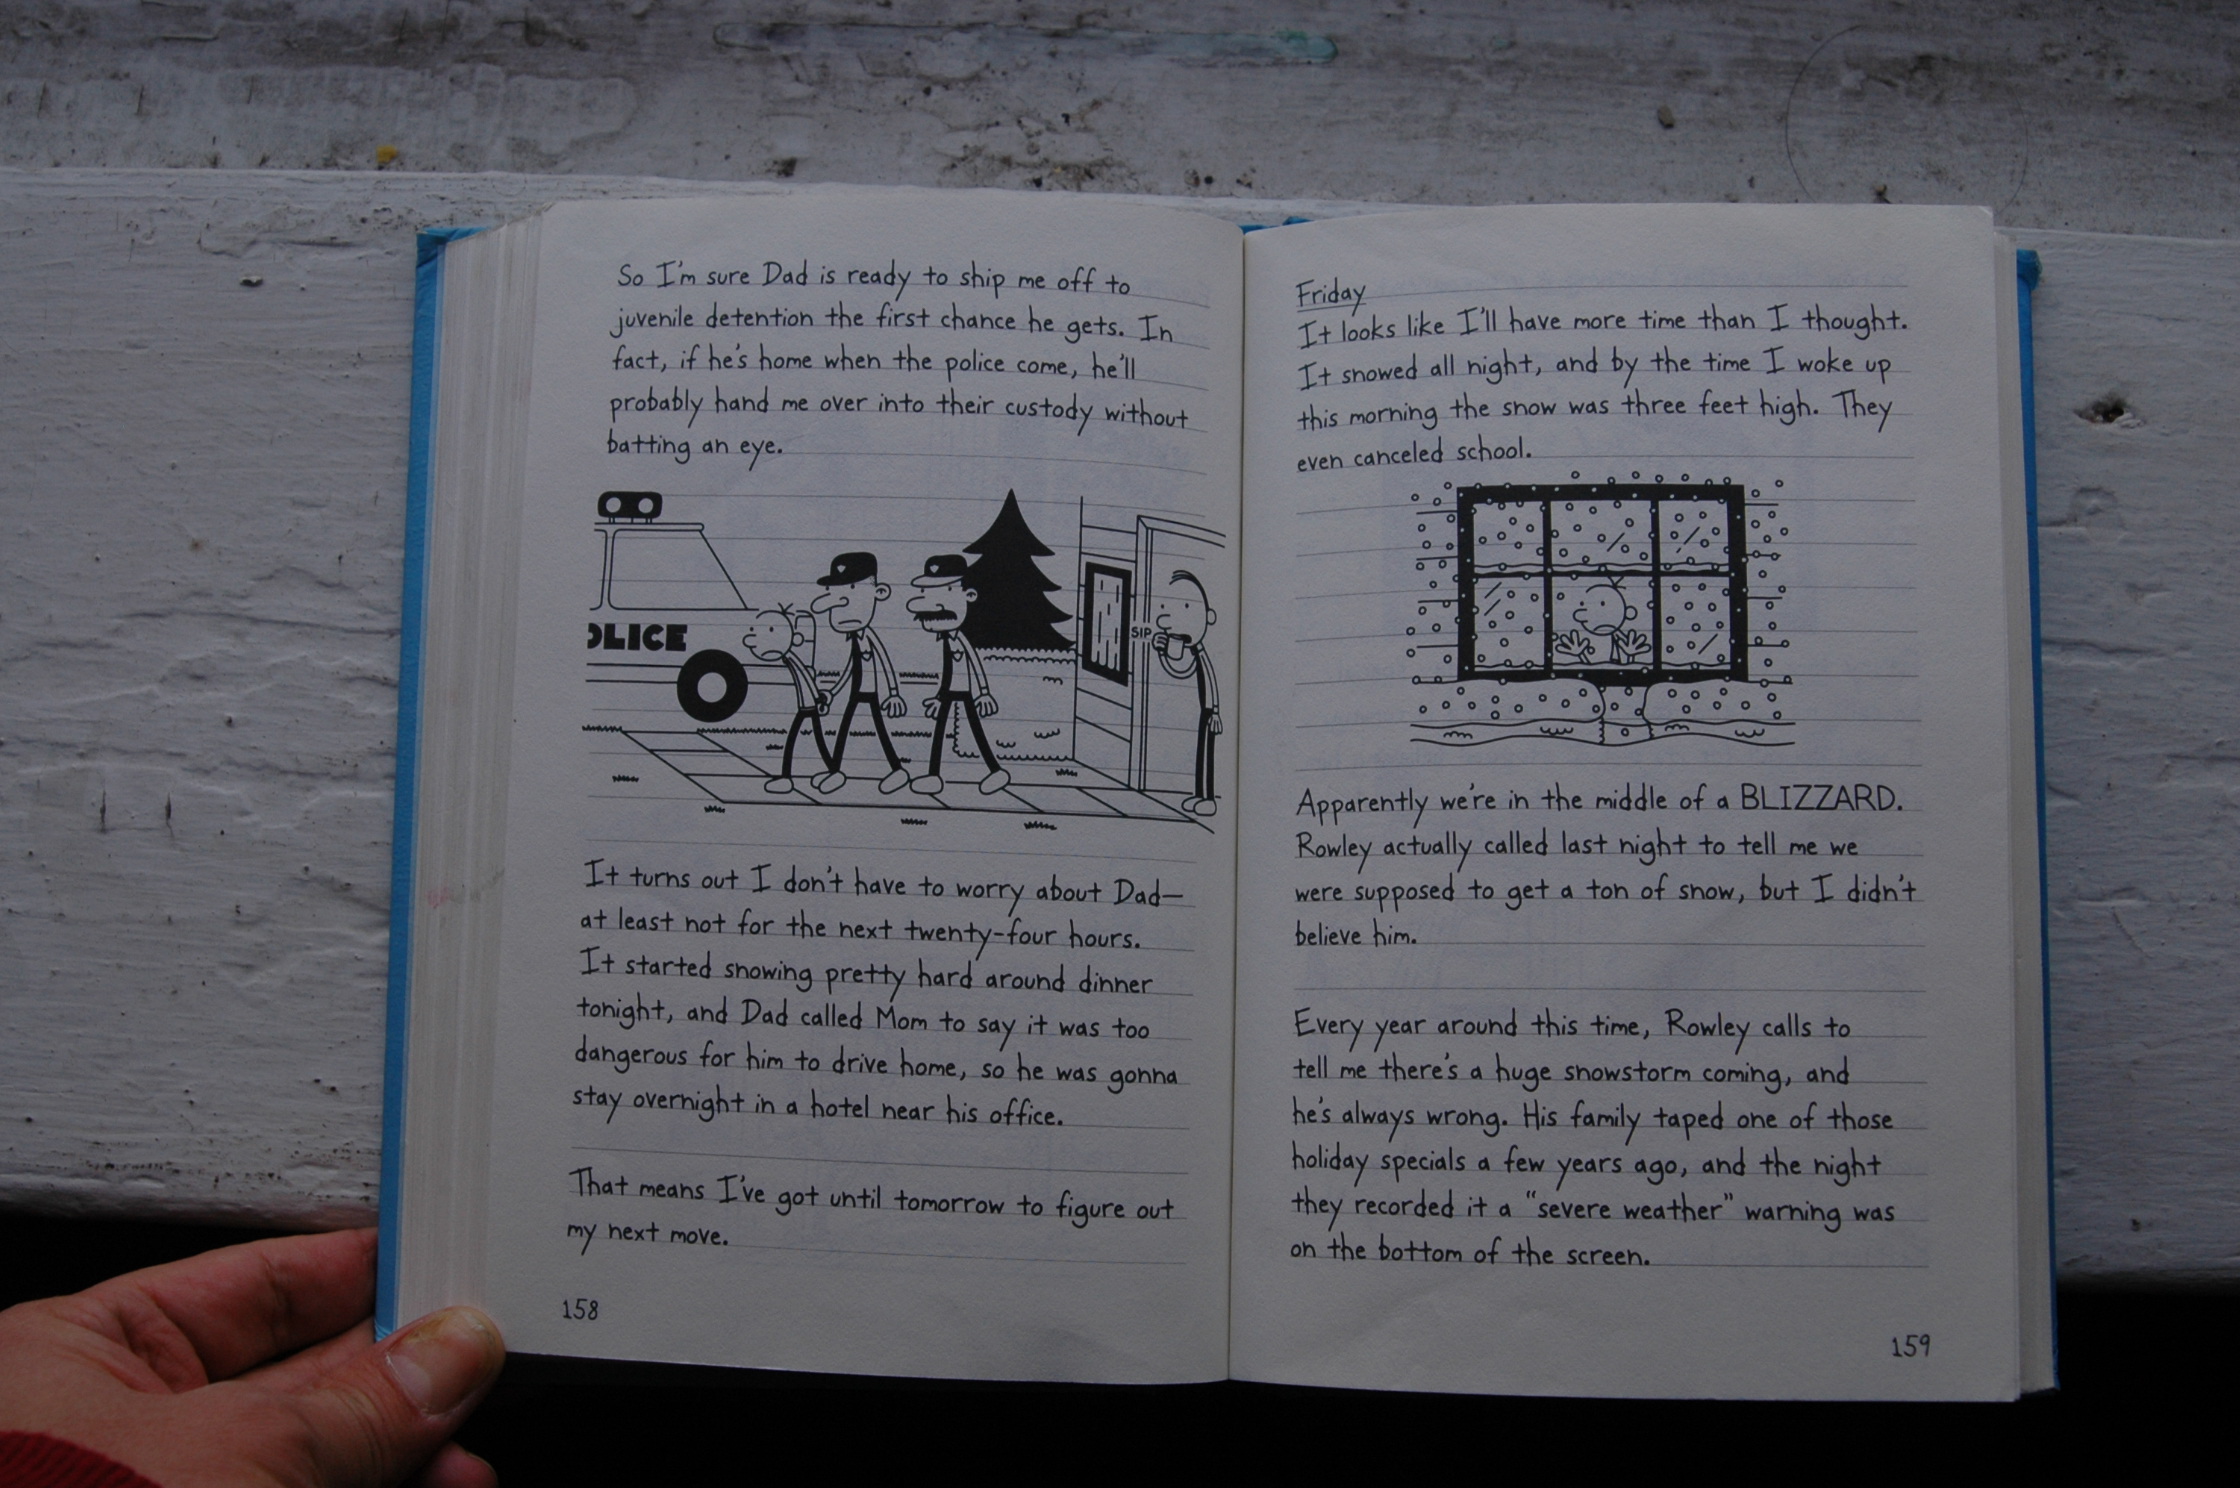 So I'm sure Dad is ready to ship me off to
juvenile detention the first chance he gets. In
fact, if he's home when the police come, he'll
probably hand me over into their custody without
batting an eye.
OLICE
SIP
It turns out I don't have to worry about Dad—
at least not for the next twenty-four hours.
It started snowing pretty hard around dinner
tonight, and Dad called Mom to say it was too
dangerous for him to drive home, so he was gonna
stay overnight in a hotel near his office.
That means I've got until tomorrow to figure out
my next move.
158
Friday
It looks like I'll have more time than I thought.
It snowed all night, and by the time I woke up
this morning the snow was three feet high. They
even canceled school.
Apparently we're in the middle of a BLIZZARD.
Rowley actually called last night to tell me we
were supposed to get a ton of snow, but I didn't
believe him.
Every year around this time, Rowley calls to
tell me there's a huge snowstorm coming, and
he's always wrong. His family taped one of those
holiday specials a few years ago, and the night
they recorded it a "severe weather" warning was
on the bottom of the screen.
159